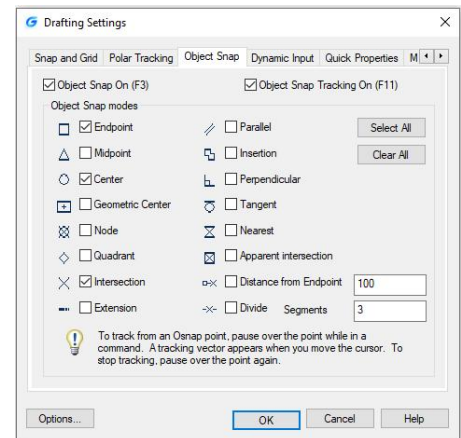 Drafting Settings
Snap and Grid Polar Tracking Object Snap Dynamic Input Quick Properties M
Object Snap On (F3) Object Snap Tracking On (F11)
Object Snap modes
Endpoint Parallel Select All
Midpoint Insertion Clear All
Center Perpendicular
Geometric Center Tangent
Node Nearest
Quadrant Apparent intersection
Intersection Distance from Endpoint 100
Extension Divide Segments 3
To track from an Osnap point, pause over the point while in a
command. A tracking vector appears when you move the cursor. To
stop tracking, pause over the point again.
Options... OK Cancel Help